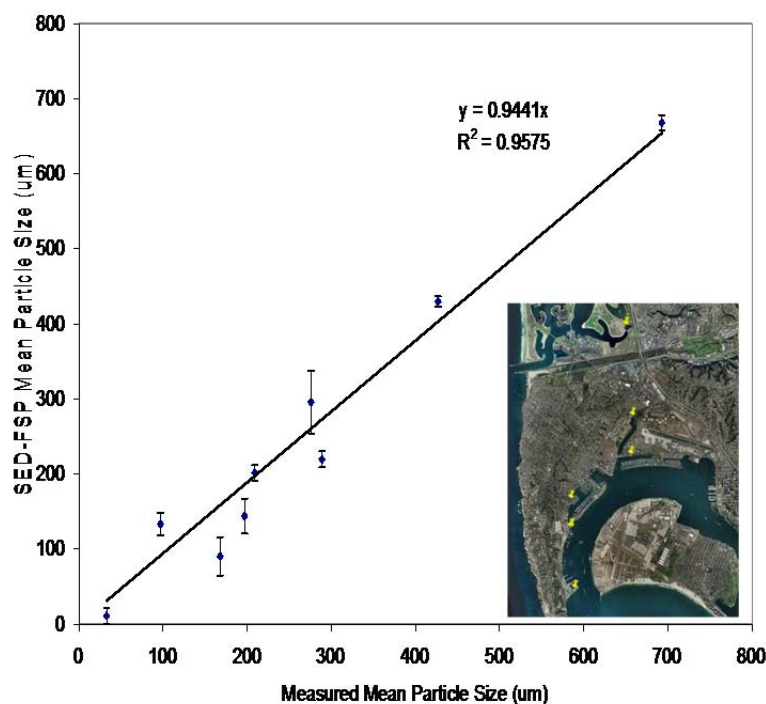 800
700
600
500
400
300
200
100
0
SED-FSP Mean Particle Size (um)
y = 0.9441x
R² = 0.9575
0 100 200 300 400 500 600 700 800
Measured Mean Particle Size (um)